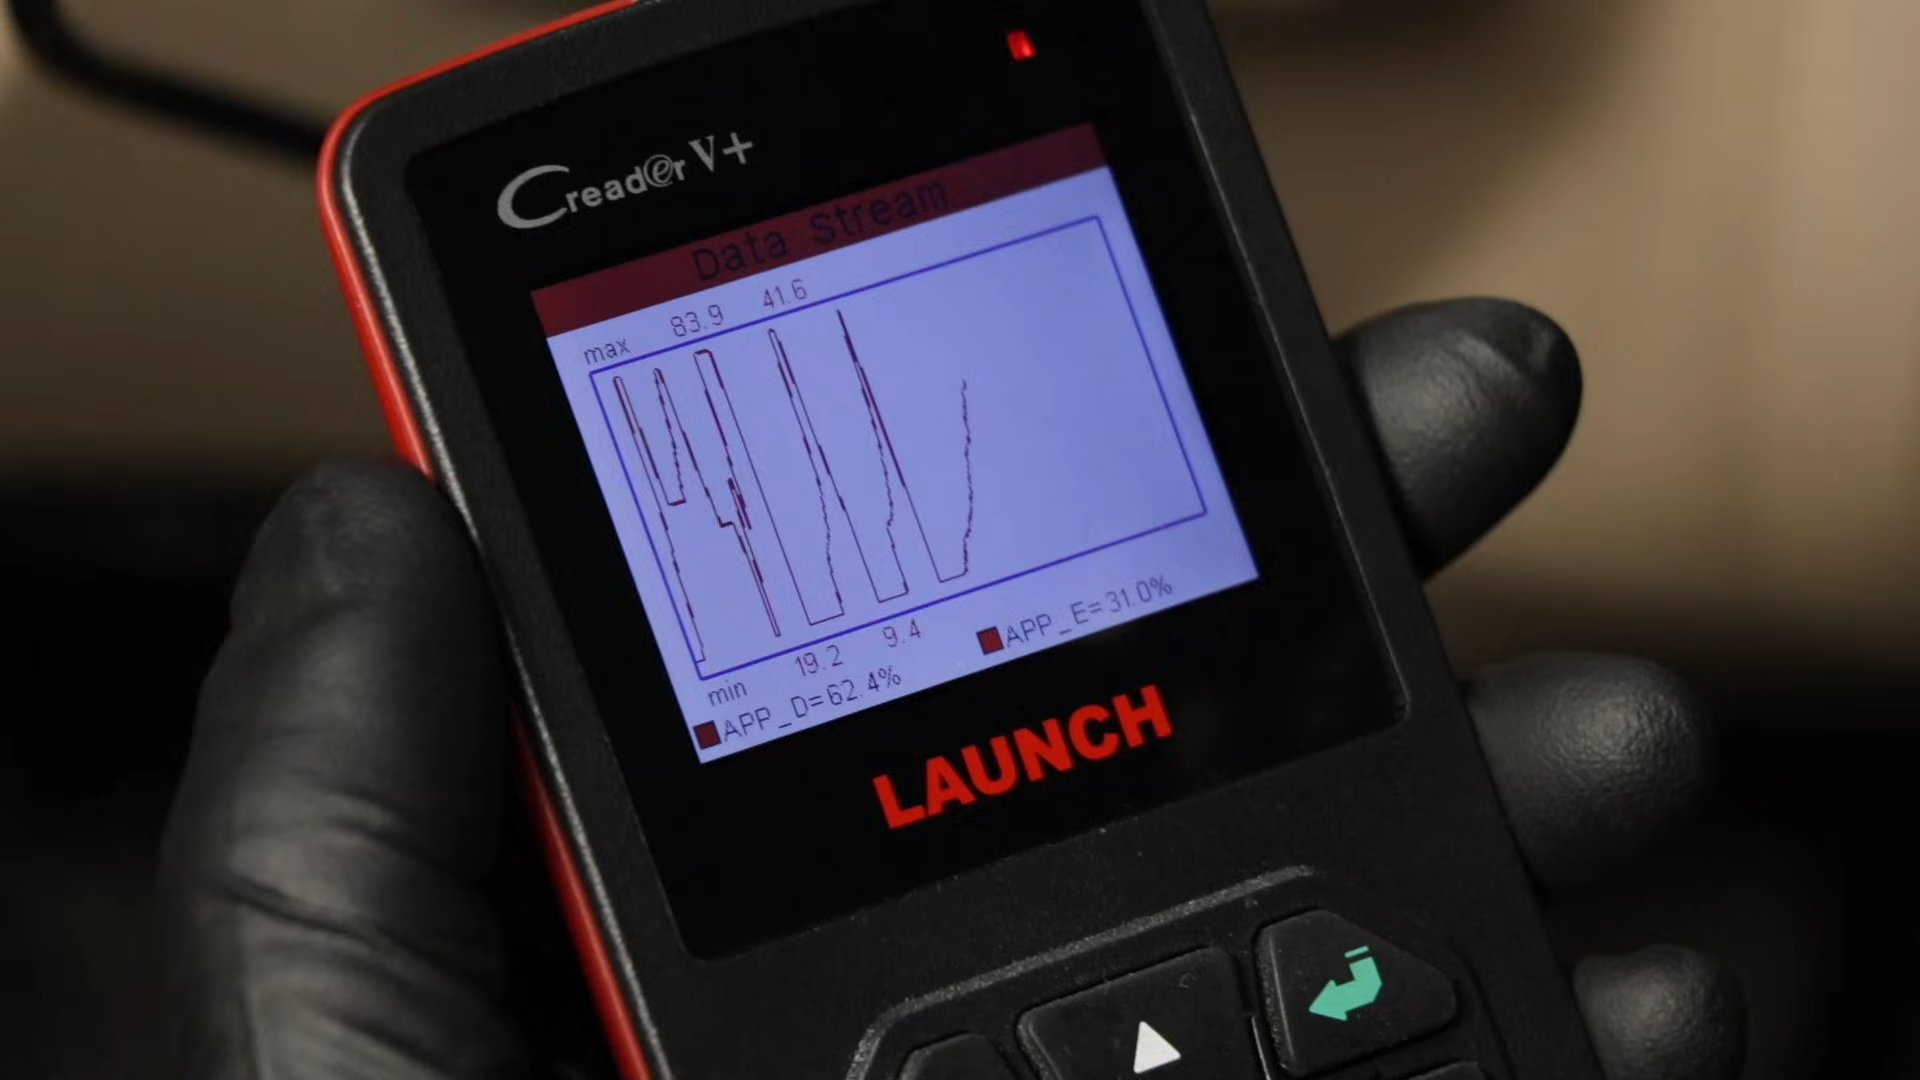 Creader V+
Data Stream
83.9 41.6
max
min 19.2 9.4
APP_D=62.4% APP_E=31.0%
LAUNCH